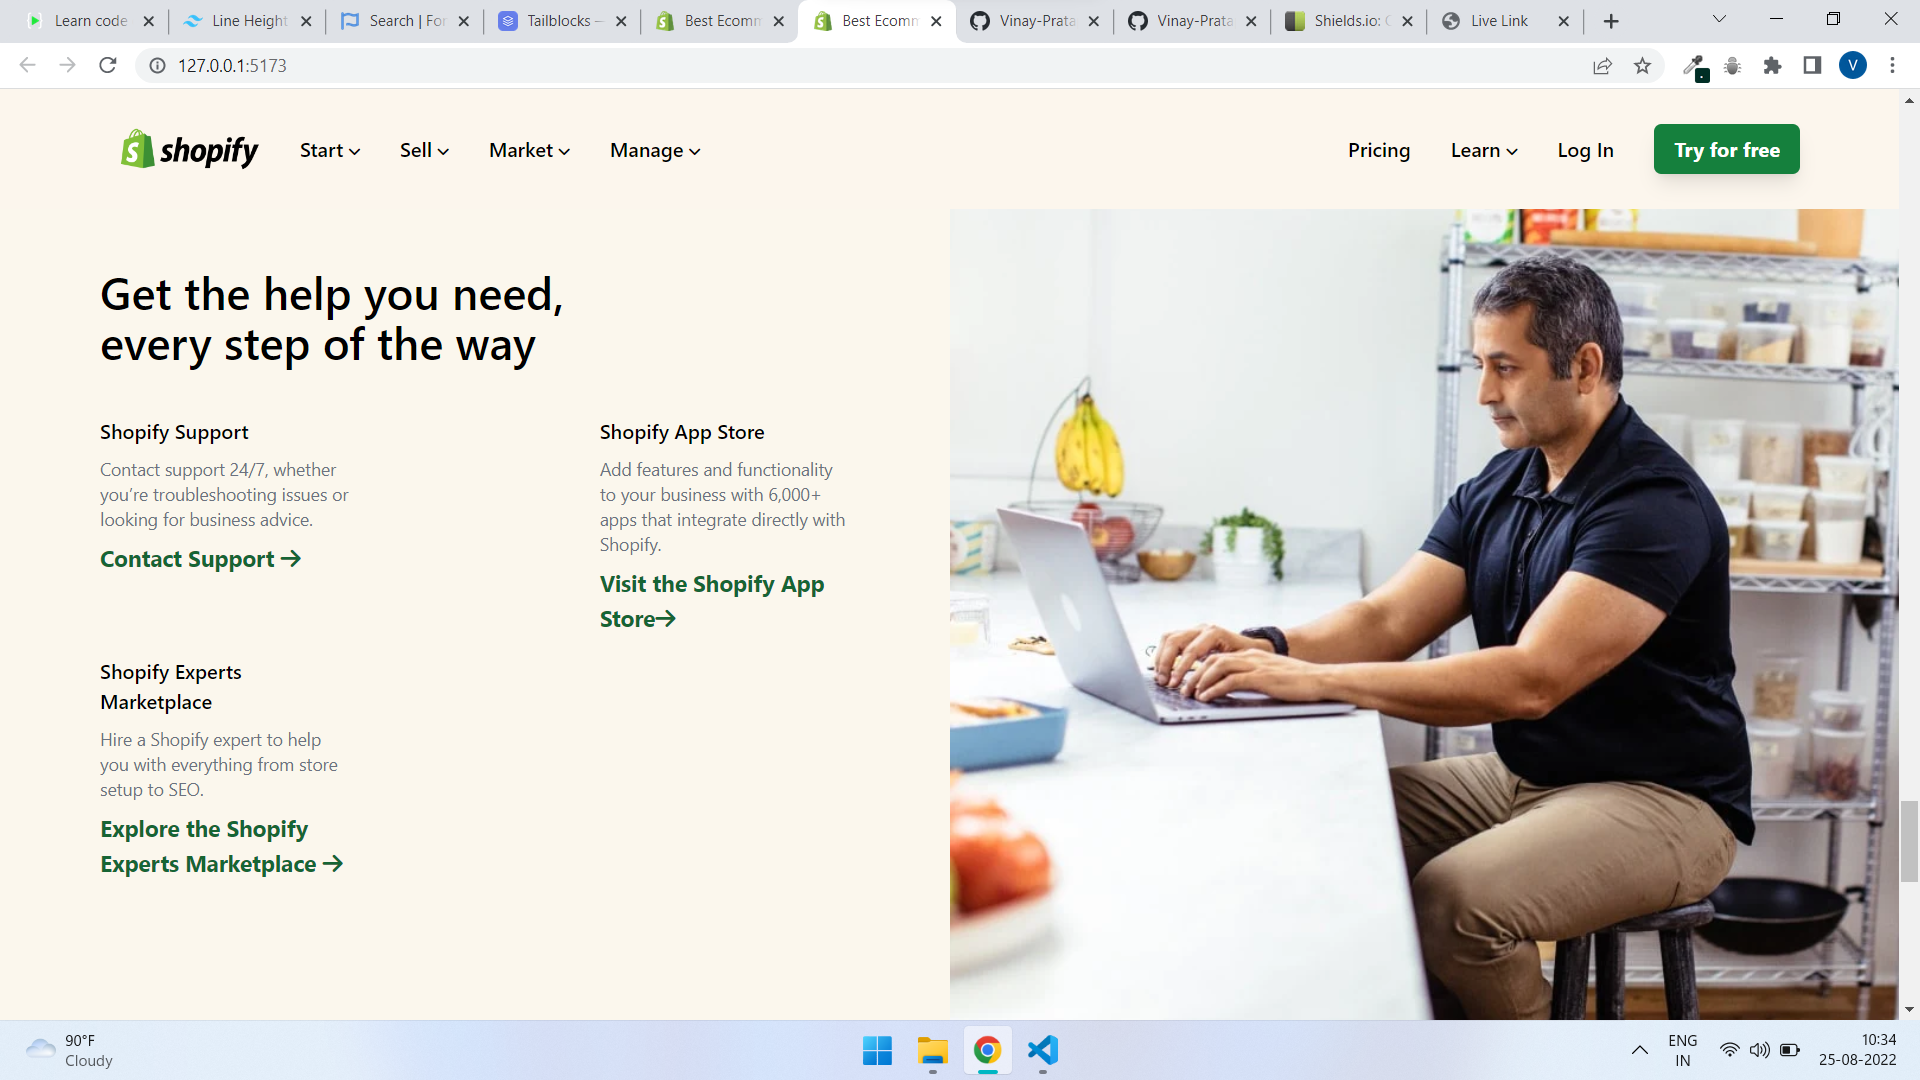 Learn code
Line Height
Search | For
Tailblocks —
Best Ecomm
Best Ecomm
Vinay-Prata
Vinay-Prata
Shields.io: C
Live Link
127.0.0.1:5173
V
shopify
Start
Sell
Market
Manage
Pricing
Learn
Log In
Try for free
Get the help you need,
every step of the way
Shopify Support
Contact support 24/7, whether
you’re troubleshooting issues or
looking for business advice.
Contact Support →
Shopify App Store
Add features and functionality
to your business with 6,000+
apps that integrate directly with
Shopify.
Visit the Shopify App
Store→
Shopify Experts
Marketplace
Hire a Shopify expert to help
you with everything from store
setup to SEO.
Explore the Shopify
Experts Marketplace →
90°F
Cloudy
ENG
IN
10:34
25-08-2022